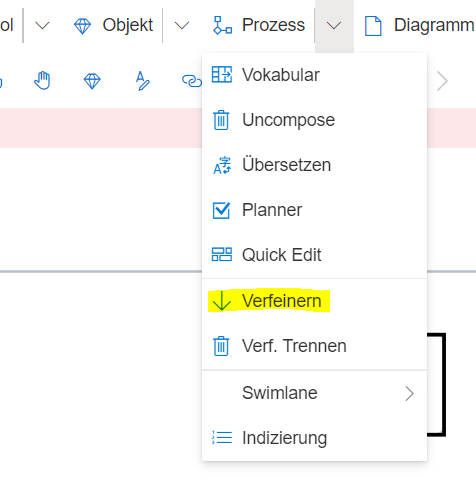 ol Objekt Prozess Diagramm
Vokabular
Uncompose
Übersetzen
Planner
Quick Edit
Verfeinern
Verf. Trennen
Swimlane
Indizierung